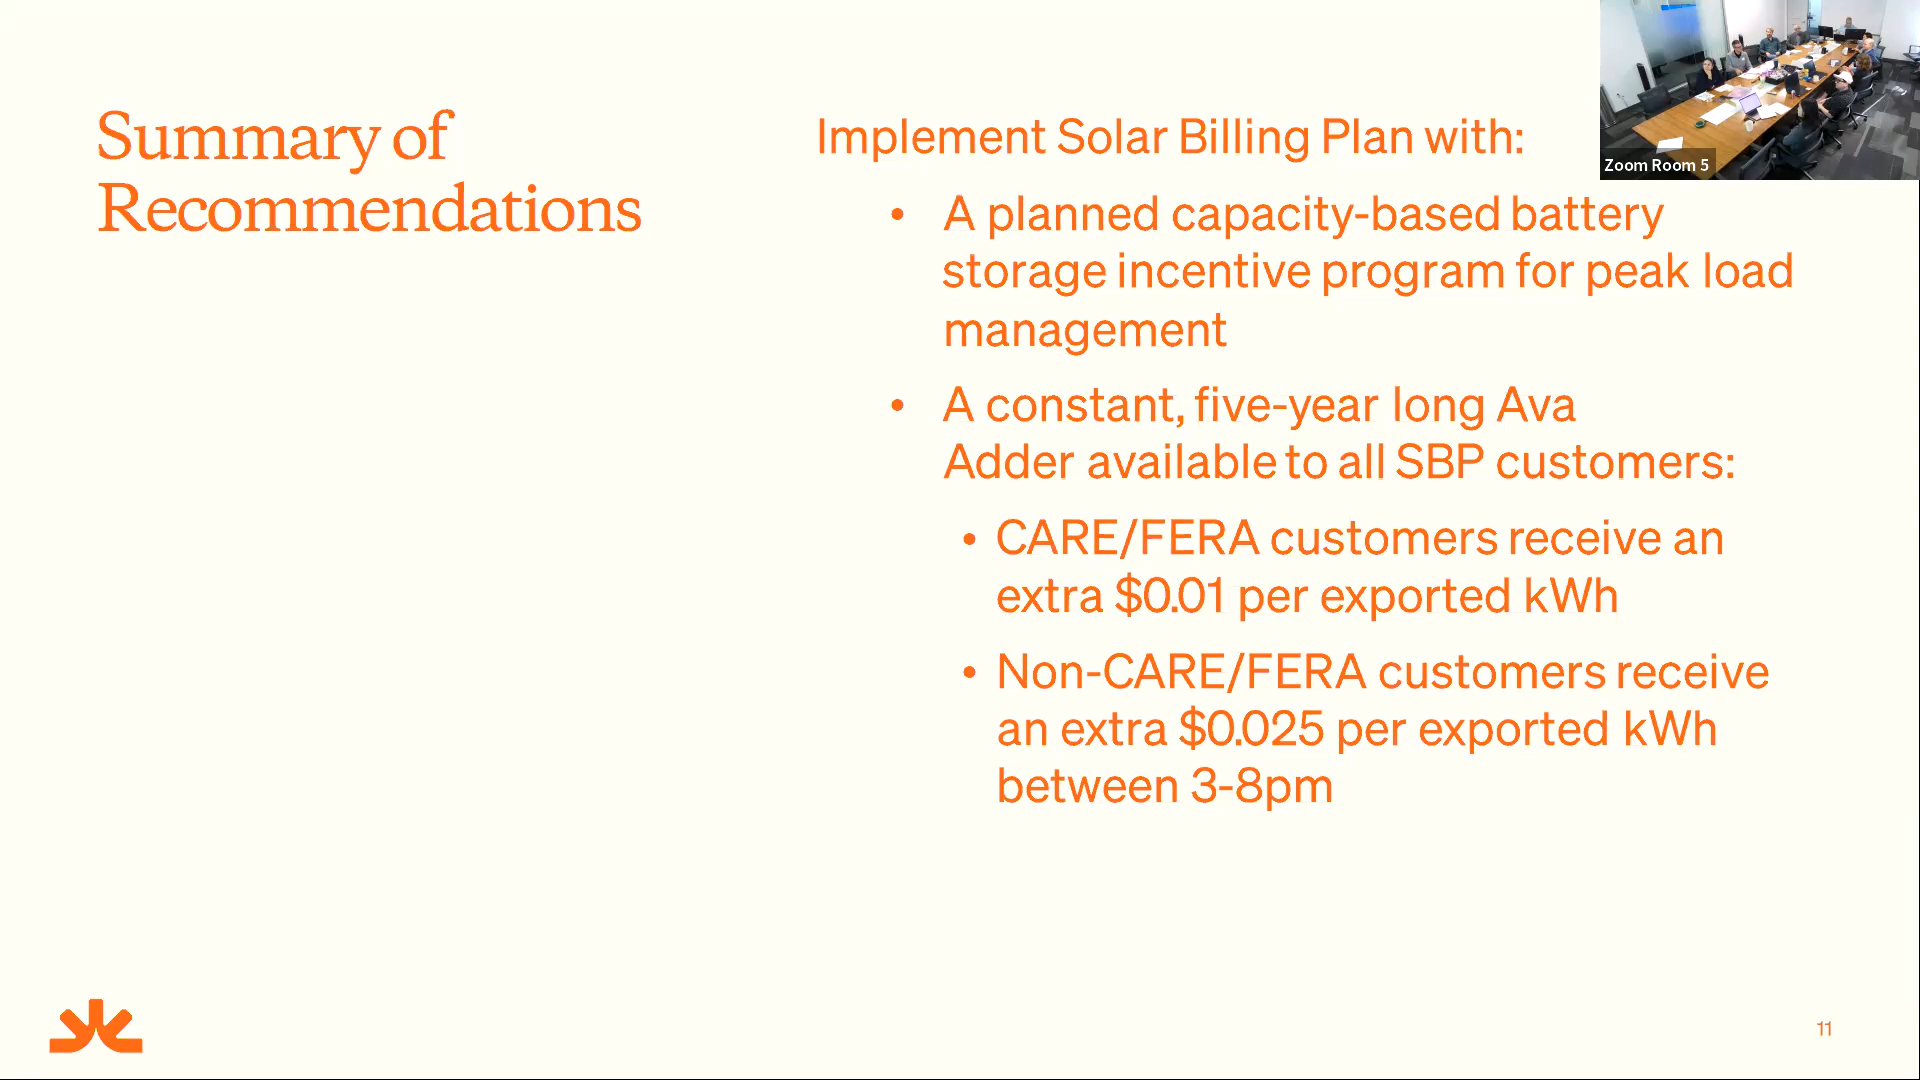 Summary of
Recommendations
Implement Solar Billing Plan with:
• A planned capacity-based battery
storage incentive program for peak load
management
• A constant, five-year long Ava
Adder available to all SBP customers:
• CARE/FERA customers receive an
extra $0.01 per exported kWh
• Non-CARE/FERA customers receive
an extra $0.025 per exported kWh
between 3-8pm
Zoom Room 5
11